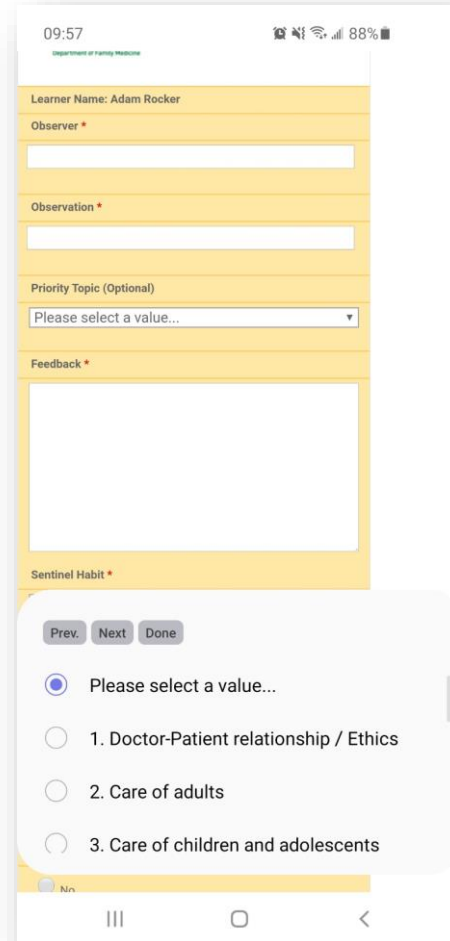 09:57
88%
Department of Family Medicine
Learner Name: Adam Rocker
Observer *
Observation *
Priority Topic (Optional)
Please select a value...
Feedback *
Sentinel Habit *
Prev. Next Done
Please select a value...
1. Doctor-Patient relationship / Ethics
2. Care of adults
3. Care of children and adolescents
No